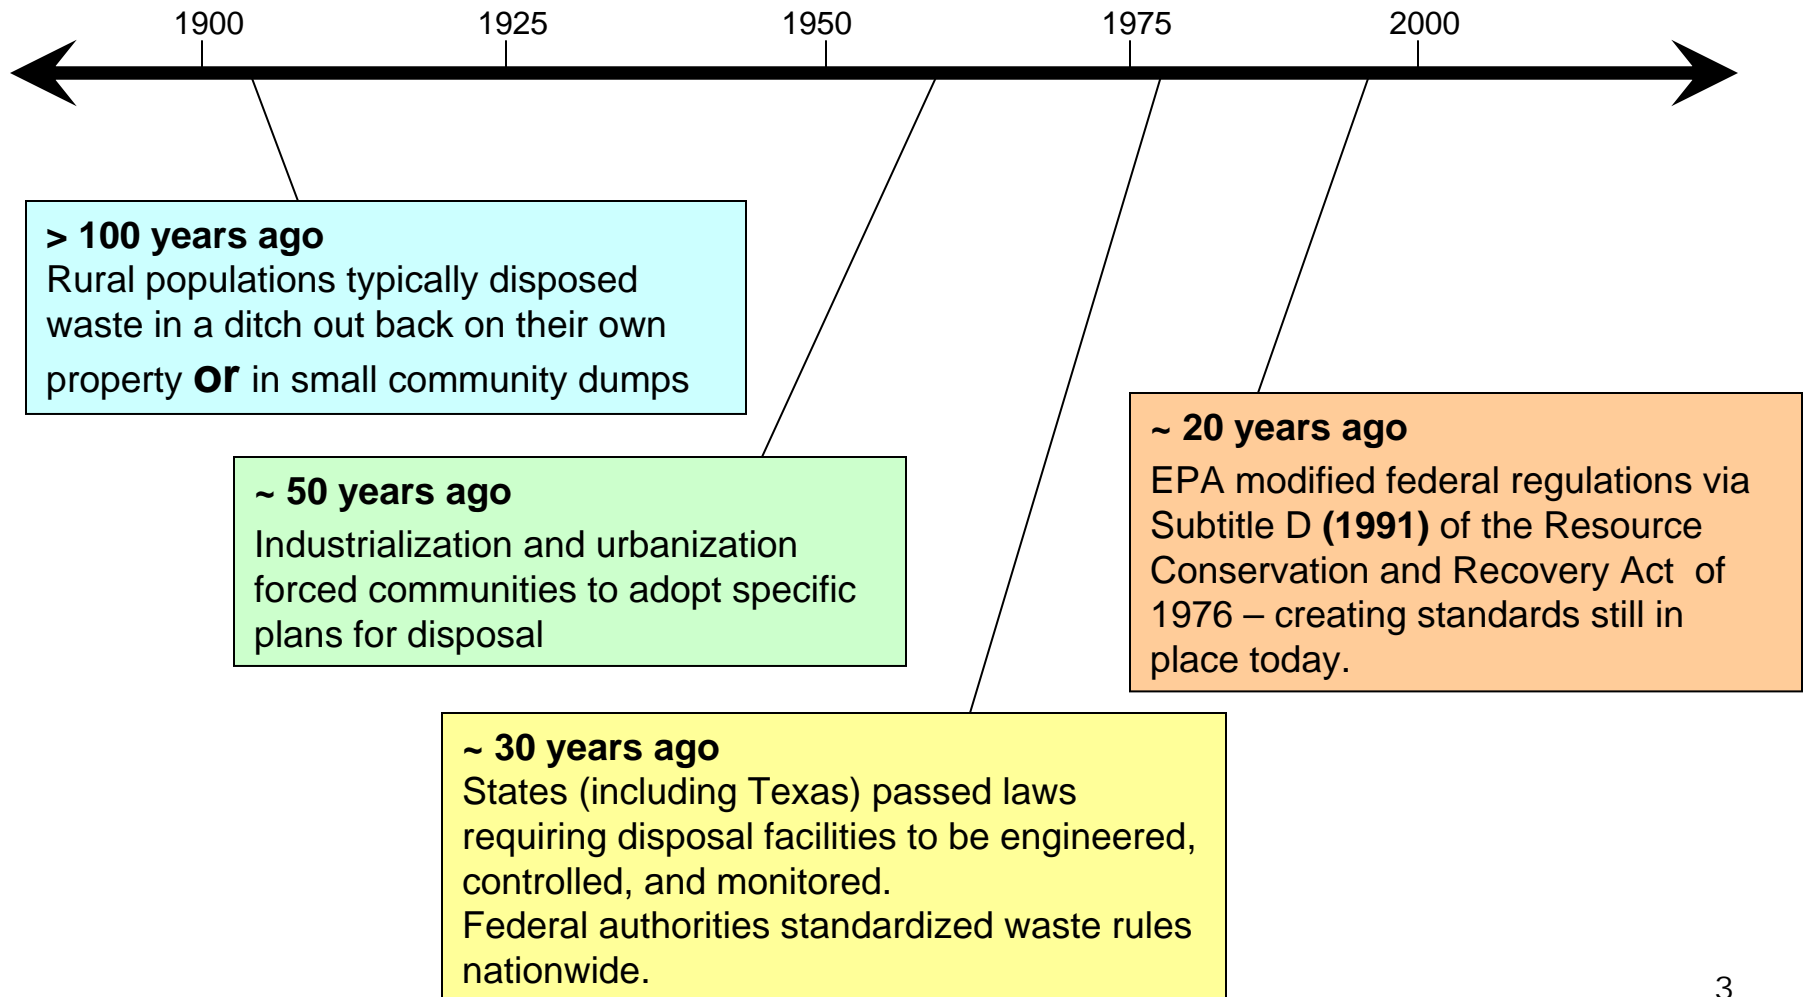 1900 1925 1950 1975 2000
> 100 years ago
Rural populations typically disposed
waste in a ditch out back on their own
property or in small community dumps
~ 50 years ago
Industrialization and urbanization
forced communities to adopt specific
plans for disposal
~ 30 years ago
States (including Texas) passed laws
requiring disposal facilities to be engineered,
controlled, and monitored.
Federal authorities standardized waste rules
nationwide.
~ 20 years ago
EPA modified federal regulations via
Subtitle D (1991) of the Resource
Conservation and Recovery Act  of
1976 – creating standards still in
place today.
3